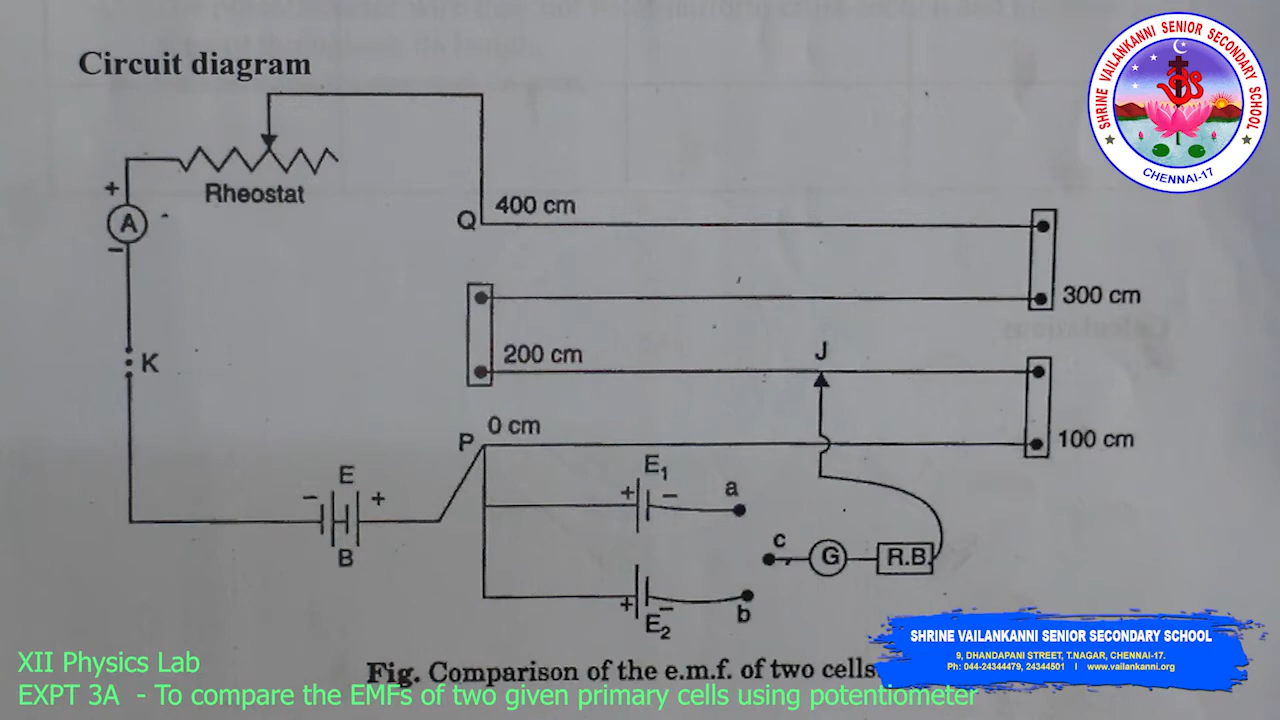 Circuit diagram
SHRINE VAILANKANNI SENIOR SECONDARY SCHOOL
CHENNAI-17
+
Rheostat
A
−
Q
400 cm
300 cm
K
200 cm
J
P
0 cm
100 cm
E
− +
B
E₁
+ −
a
c
G
R.B.
+ −
E₂
b
SHRINE VAILANKANNI SENIOR SECONDARY SCHOOL
9, DHANDAPANI STREET, T.NAGAR, CHENNAI-17.
Ph: 044-24344479, 24344501 I www.vailankanni.org
XII Physics Lab
Fig. Comparison of the e.m.f. of two cells
EXPT 3A - To compare the EMFs of two given primary cells using potentiometer